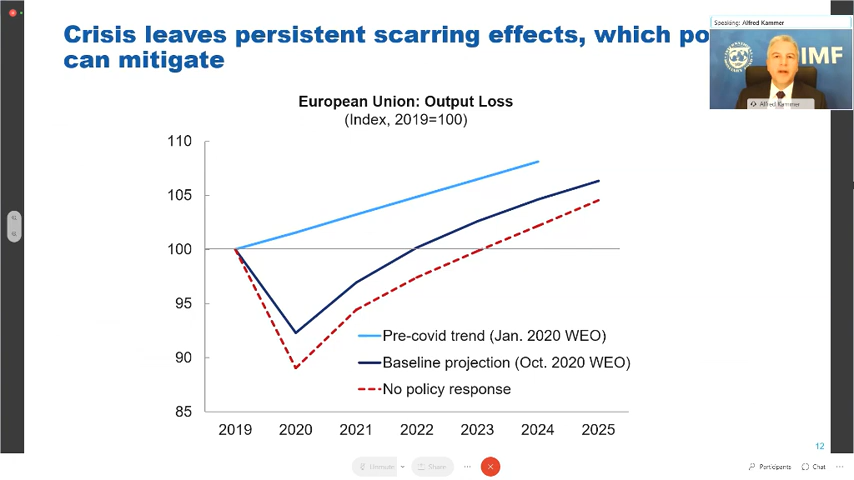 Crisis leaves persistent scarring effects, which po
can mitigate
Speaking: Alfred Kammer
IMF
Alfred Kammer
European Union: Output Loss
(Index, 2019=100)
110
105
100
95
90
85
Pre-covid trend (Jan. 2020 WEO)
Baseline projection (Oct. 2020 WEO)
No policy response
2019 2020 2021 2022 2023 2024 2025
12
Unmute
Share
Participants
Chat